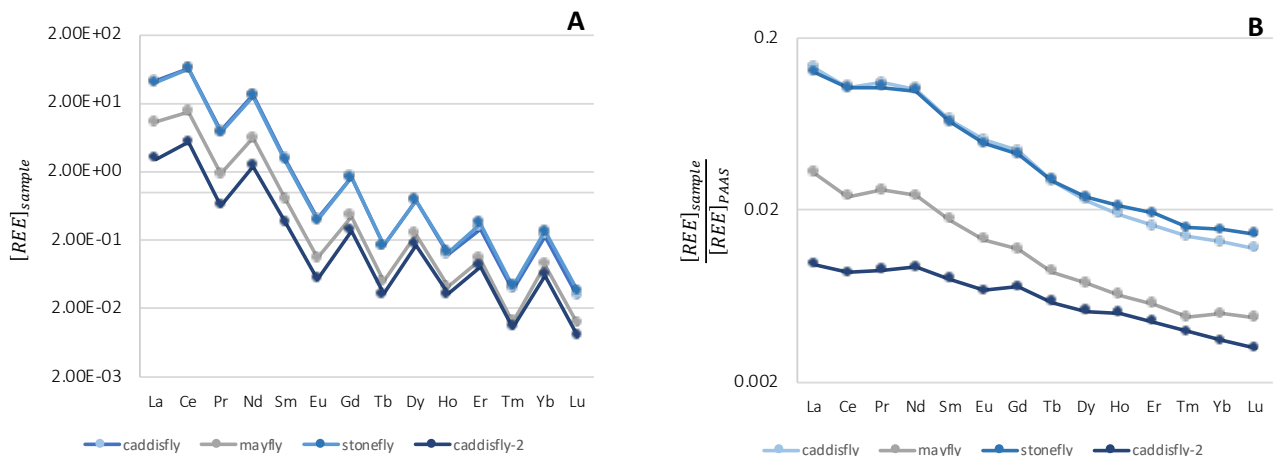 A
2.00E+02
2.00E+01
2.00E+00
2.00E-01
2.00E-02
2.00E-03
[REE]sample
La Ce Pr Nd Sm Eu Gd Tb Dy Ho Er Tm Yb Lu
caddisfly mayfly stonefly caddisfly-2
B
0.2
0.02
0.002
[REE]sample
[REE]PAAS
La Ce Pr Nd Sm Eu Gd Tb Dy Ho Er Tm Yb Lu
caddisfly mayfly stonefly caddisfly-2